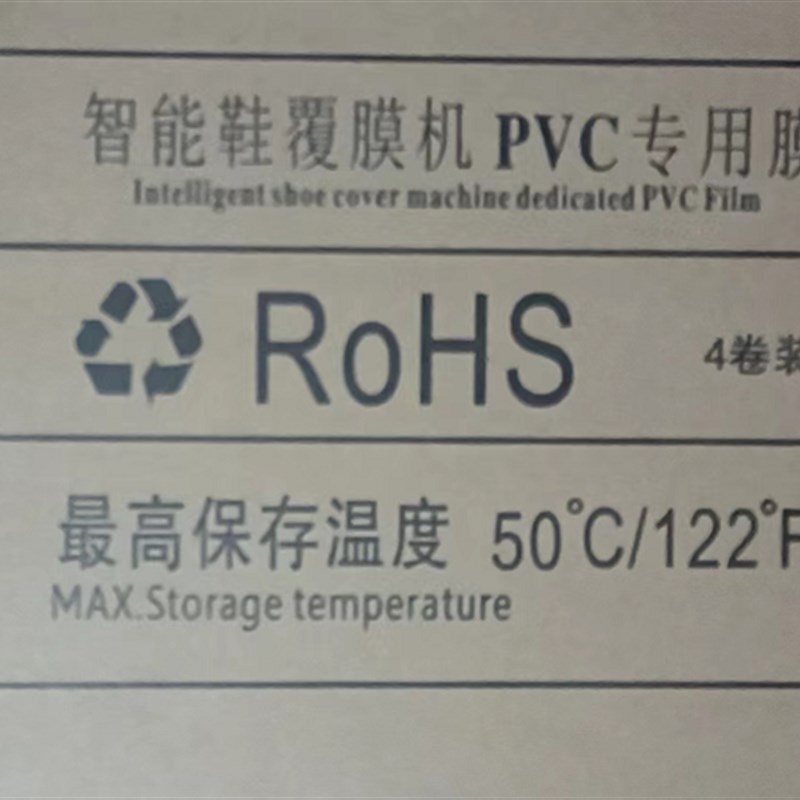 智能鞋覆膜机 PVC专用膜
Intelligent shoe cover machine dedicated PVC Film
RoHS
4卷装
最高保存温度 50°C/122°F
MAX.Storage temperature